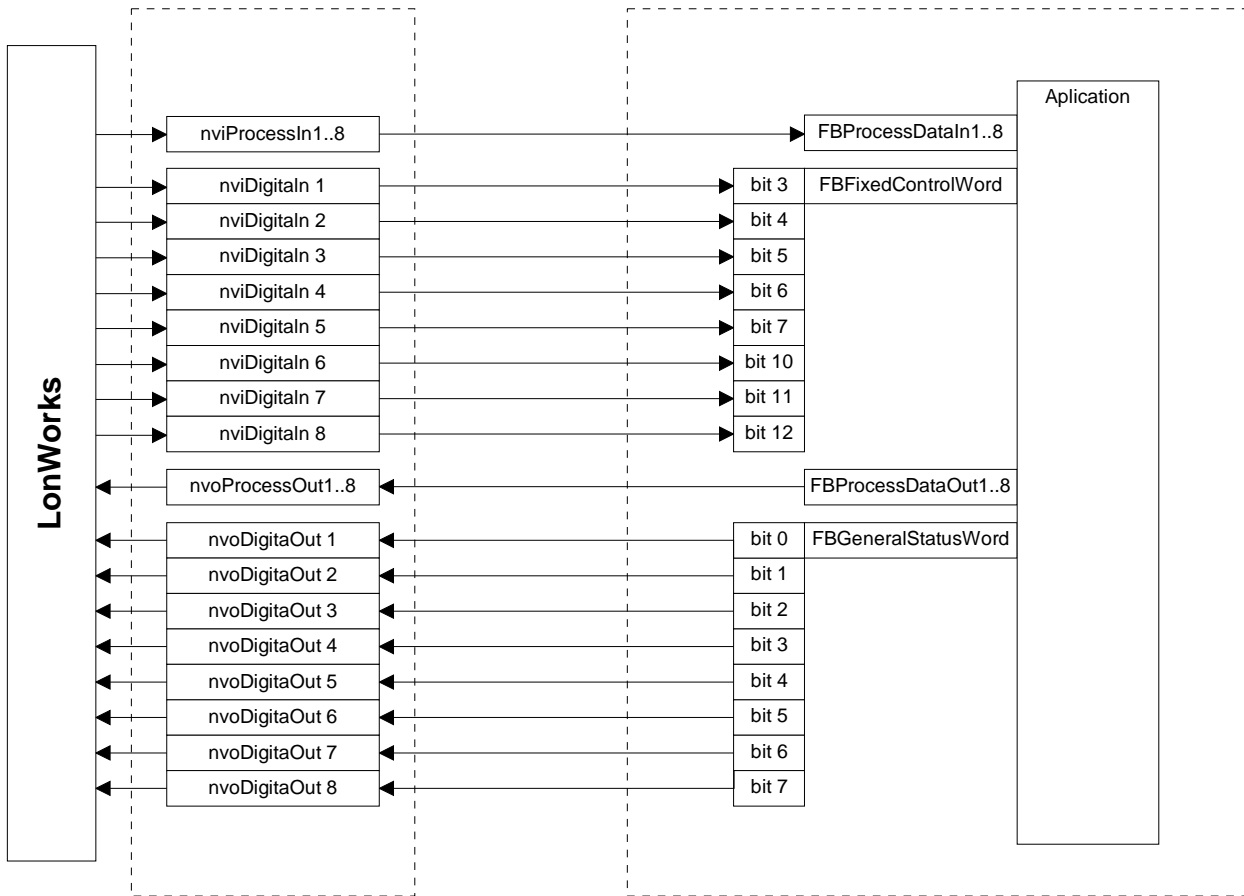 LonWorks
Aplication
nviProcessIn1..8
FBProcessDataIn1..8
nviDigitaIn 1
bit 3
FBFixedControlWord
nviDigitaIn 2
bit 4
nviDigitaIn 3
bit 5
nviDigitaIn 4
bit 6
nviDigitaIn 5
bit 7
nviDigitaIn 6
bit 10
nviDigitaIn 7
bit 11
nviDigitaIn 8
bit 12
nvoProcessOut1..8
FBProcessDataOut1..8
nvoDigitaOut 1
bit 0
FBGeneralStatusWord
nvoDigitaOut 2
bit 1
nvoDigitaOut 3
bit 2
nvoDigitaOut 4
bit 3
nvoDigitaOut 5
bit 4
nvoDigitaOut 6
bit 5
nvoDigitaOut 7
bit 6
nvoDigitaOut 8
bit 7